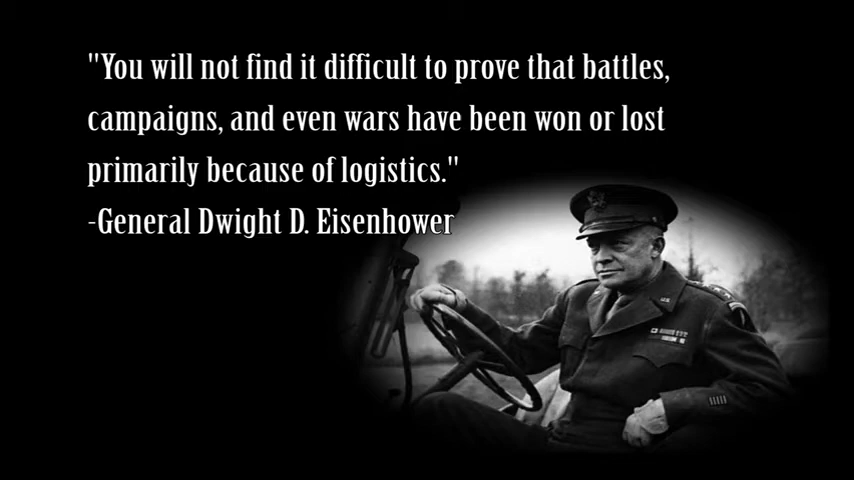 "You will not find it difficult to prove that battles,
campaigns, and even wars have been won or lost
primarily because of logistics."
-General Dwight D. Eisenhower